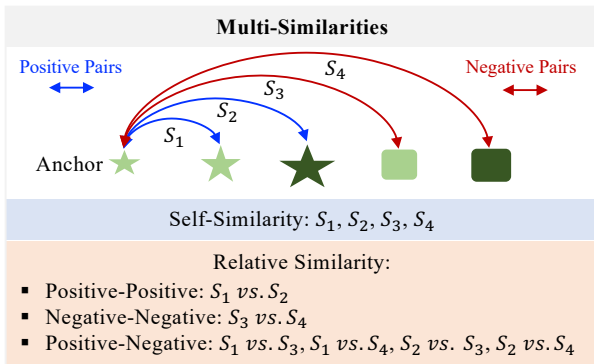 Multi-Similarities
Positive Pairs
Negative Pairs
S₄
S₃
S₂
S₁
Anchor
Self-Similarity: S₁, S₂, S₃, S₄
Relative Similarity:
▪ Positive-Positive: S₁ vs. S₂
▪ Negative-Negative: S₃ vs. S₄
▪ Positive-Negative: S₁ vs. S₃, S₁ vs. S₄, S₂ vs. S₃, S₂ vs. S₄